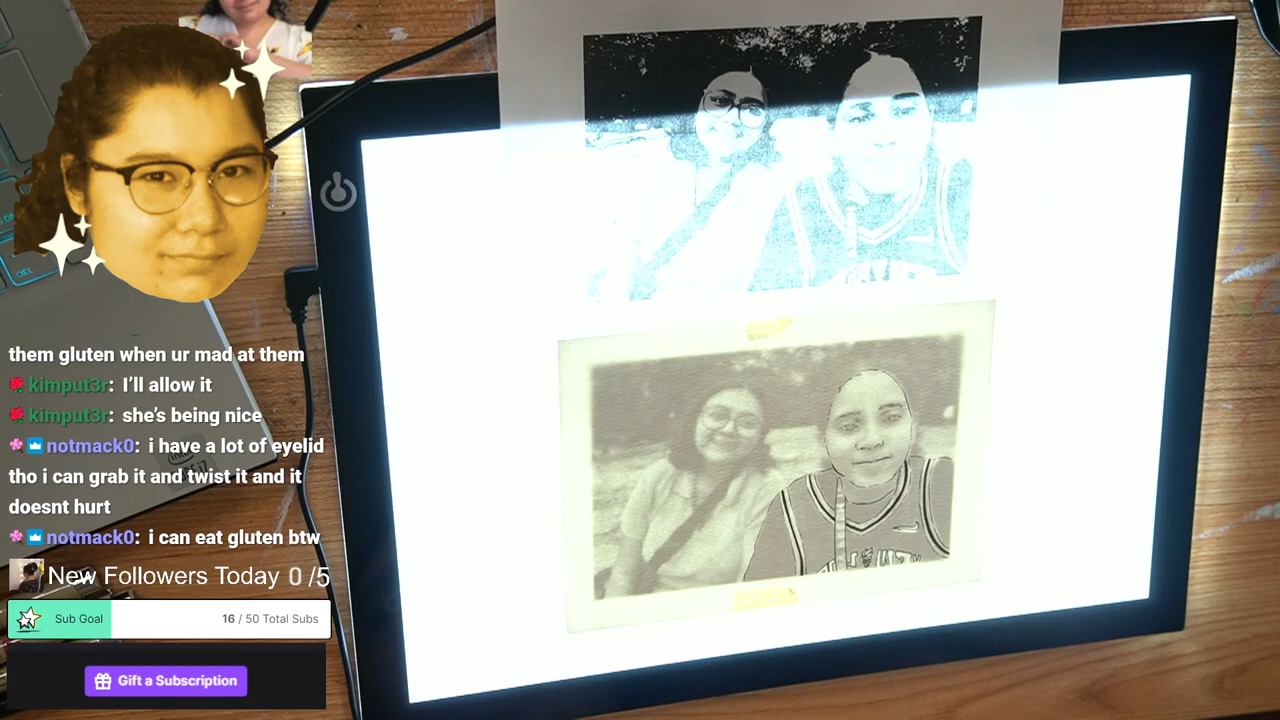 them gluten when ur mad at them
kimput3r: I'll allow it
kimput3r: she's being nice
notmack0: i have a lot of eyelid
tho i can grab it and twist it and it
doesnt hurt
notmack0: i can eat gluten btw
New Followers Today 0 /5
Sub Goal 16 / 50 Total Subs
Gift a Subscription
DEL